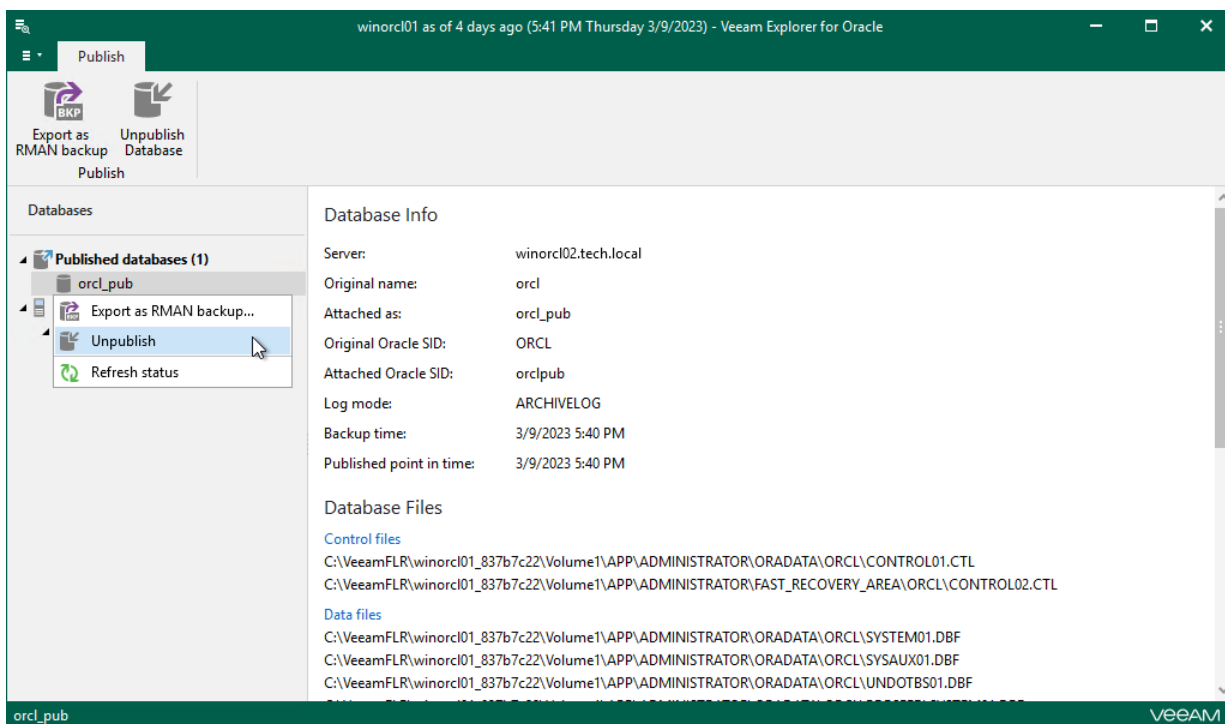 winorcl01 as of 4 days ago (5:41 PM Thursday 3/9/2023) - Veeam Explorer for Oracle
Publish
BKP
Export as
RMAN backup
Unpublish
Database
Publish
Databases
Published databases (1)
orcl_pub
Export as RMAN backup...
Unpublish
Refresh status
Database Info
Server: winorcl02.tech.local
Original name: orcl
Attached as: orcl_pub
Original Oracle SID: ORCL
Attached Oracle SID: orclpub
Log mode: ARCHIVELOG
Backup time: 3/9/2023 5:40 PM
Published point in time: 3/9/2023 5:40 PM
Database Files
Control files
C:\VeeamFLR\winorcl01_837b7c22\Volume1\APP\ADMINISTRATOR\ORADATA\ORCL\CONTROL01.CTL
C:\VeeamFLR\winorcl01_837b7c22\Volume1\APP\ADMINISTRATOR\FAST_RECOVERY_AREA\ORCL\CONTROL02.CTL
Data files
C:\VeeamFLR\winorcl01_837b7c22\Volume1\APP\ADMINISTRATOR\ORADATA\ORCL\SYSTEM01.DBF
C:\VeeamFLR\winorcl01_837b7c22\Volume1\APP\ADMINISTRATOR\ORADATA\ORCL\SYSAUX01.DBF
C:\VeeamFLR\winorcl01_837b7c22\Volume1\APP\ADMINISTRATOR\ORADATA\ORCL\UNDOTBS01.DBF
orcl_pub
veeam